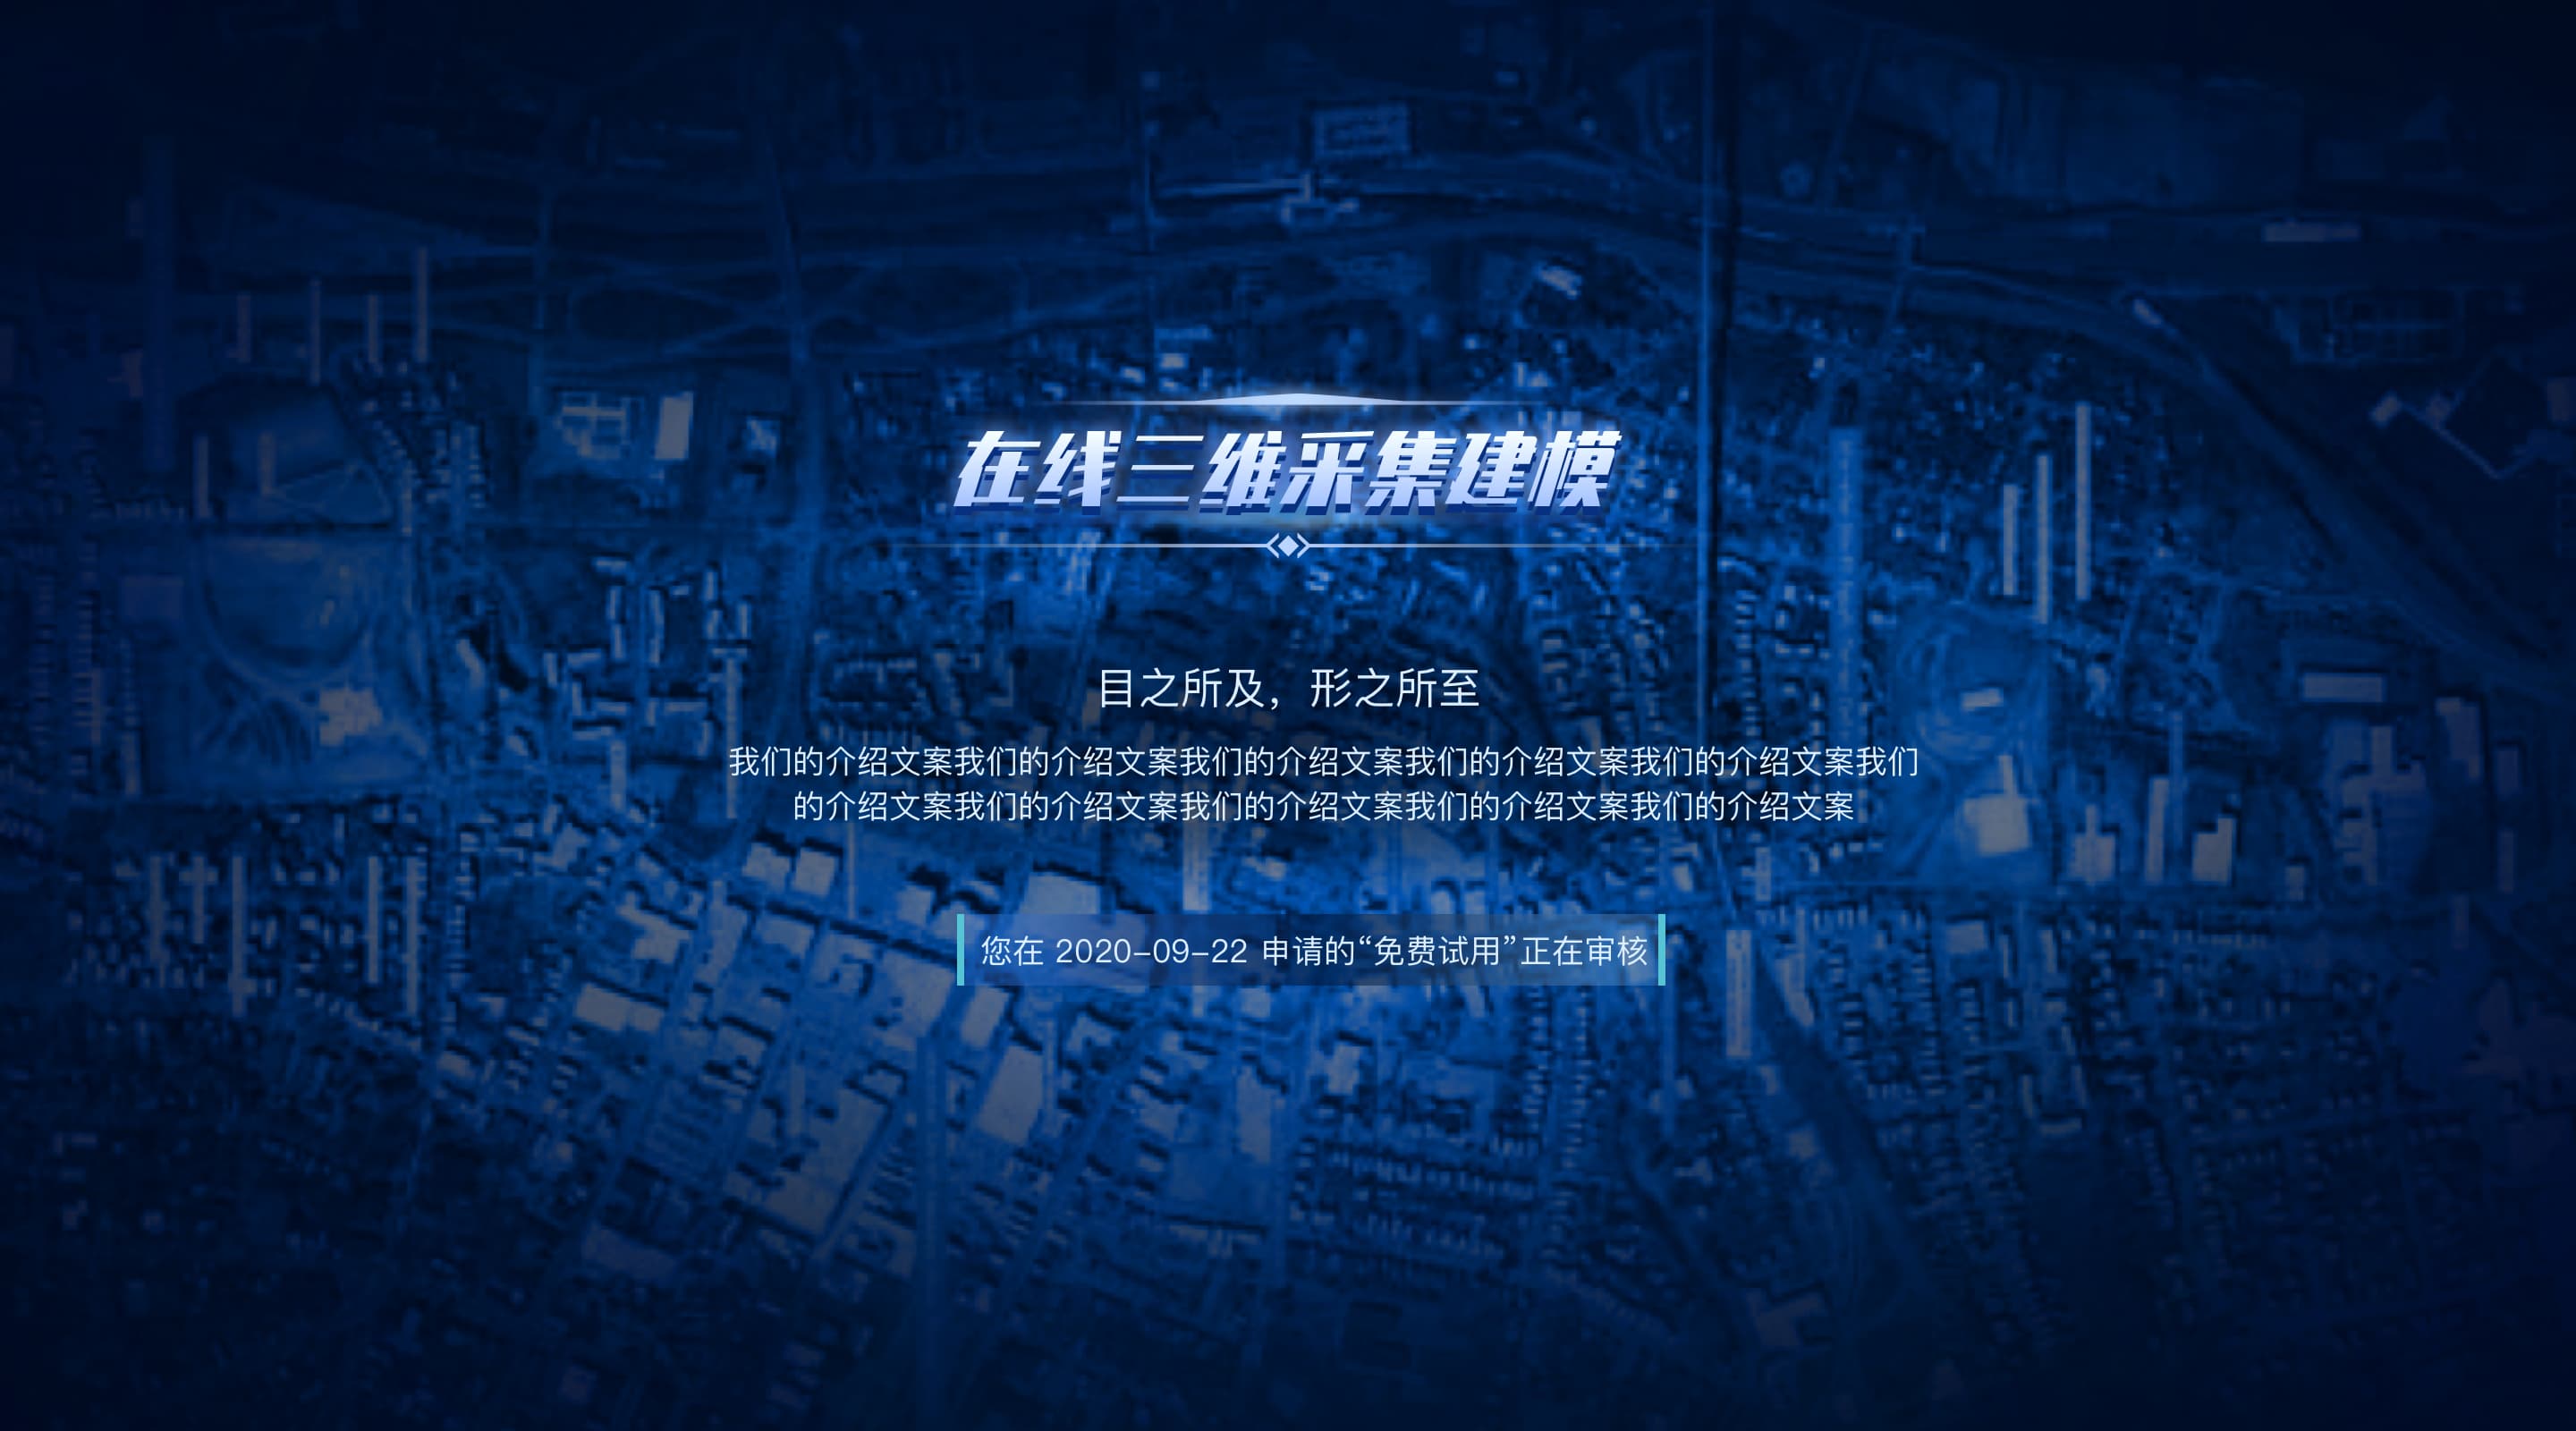 在线三维采集建模
目之所及，形之所至
我们的介绍文案我们的介绍文案我们的介绍文案我们的介绍文案我们的介绍文案我们
的介绍文案我们的介绍文案我们的介绍文案我们的介绍文案我们的介绍文案
您在 2020-09-22 申请的“免费试用”正在审核